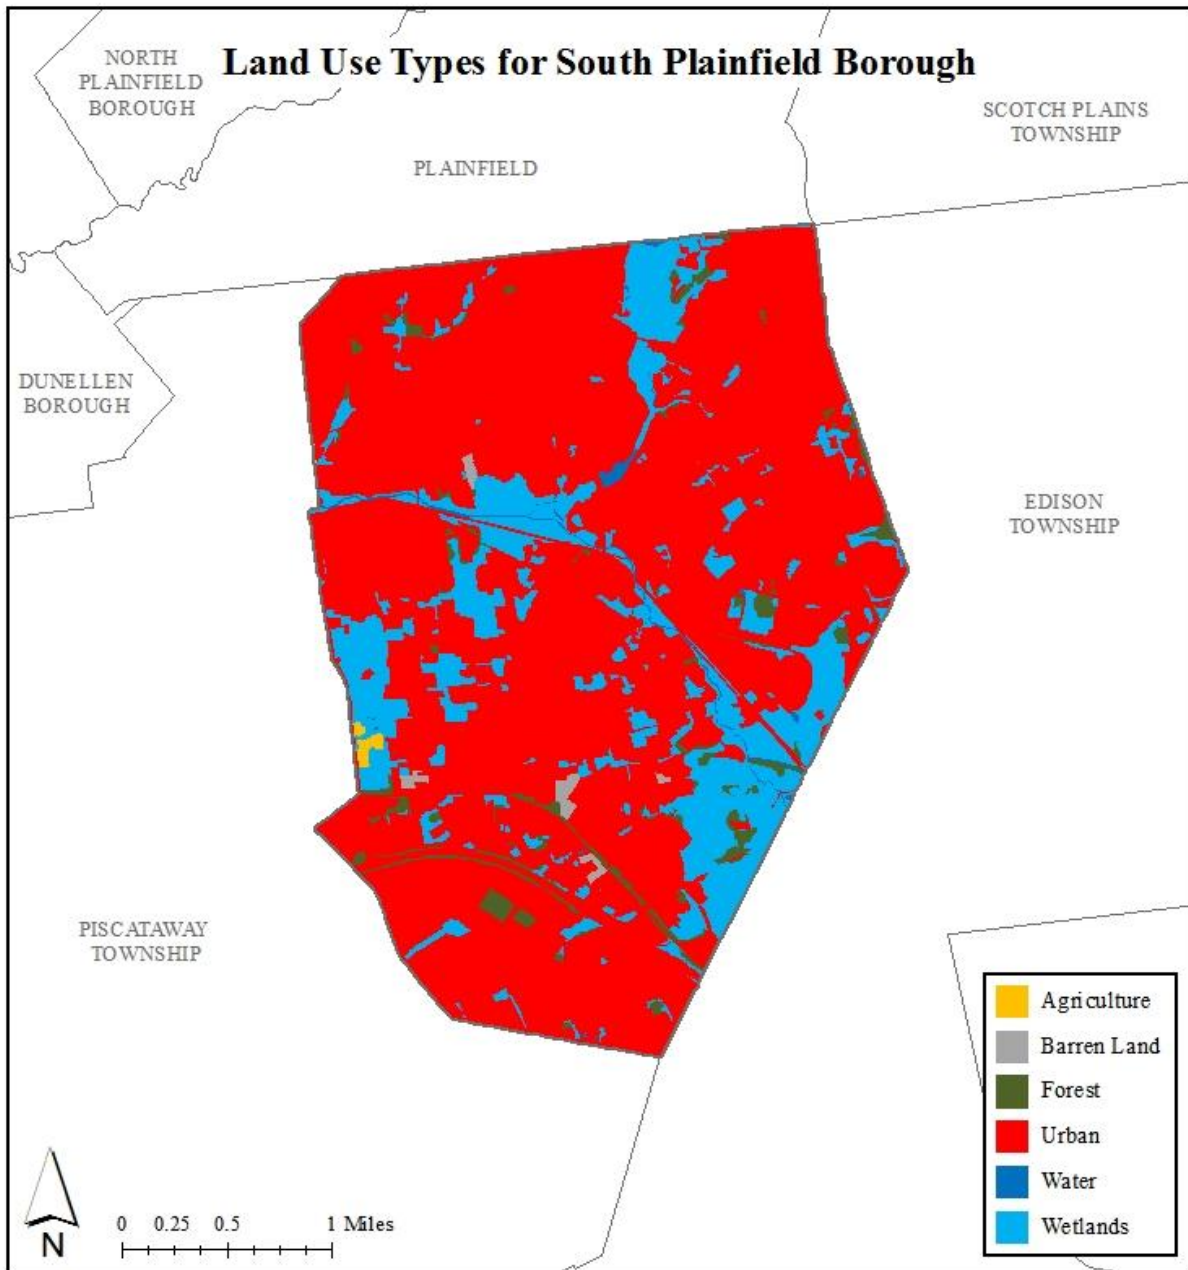 Land Use Types for South Plainfield Borough
NORTH
PLAINFIELD
BOROUGH
SCOTCH PLAINS
TOWNSHIP
PLAINFIELD
DUNELLEN
BOROUGH
EDISON
TOWNSHIP
PISCATAWAY
TOWNSHIP
Agriculture
Barren Land
Forest
Urban
Water
Wetlands
N
0 0.25 0.5 1 Miles